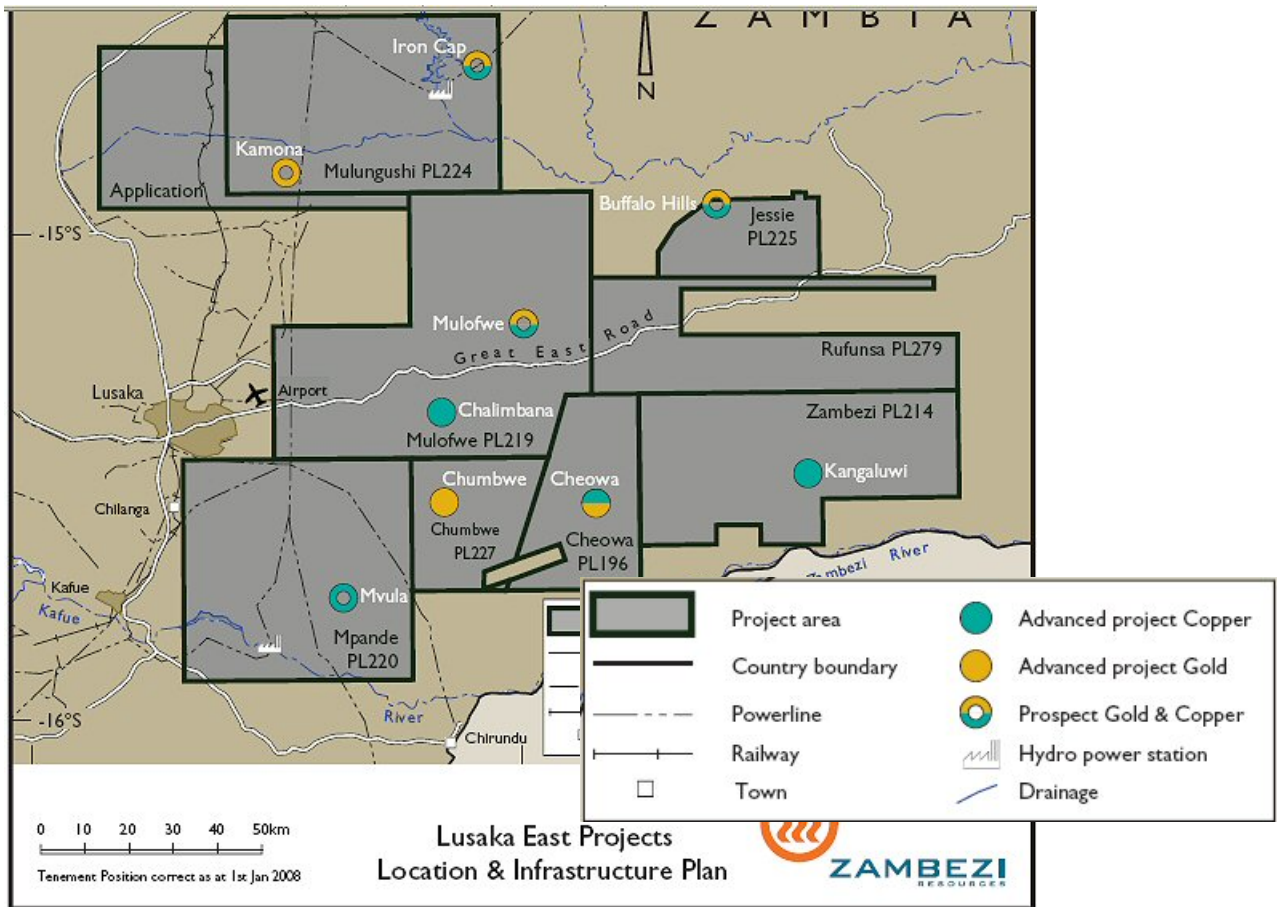 Z A M B I A
Iron Cap
N
Kamona
Mulungushi PL224
Application
Buffalo Hills
Jessie
PL225
-15°S
Mulofwe
Great East Road
Rufunsa PL279
Lusaka
Airport
Zambezi PL214
Chalimbana
Mulofwe PL219
Chumbwe
Cheowa
Kangaluwi
Chilanga
Chumbwe
PL227
Cheowa
PL196
Zambezi River
Kafue
Kafue
Mvula
Mpande
PL220
River
-16°S
Chirundu
Project area
Country boundary
Powerline
Railway
Town
Advanced project Copper
Advanced project Gold
Prospect Gold & Copper
Hydro power station
Drainage
0 10 20 30 40 50km
Tenement Position correct as at 1st Jan 2008
Lusaka East Projects
Location & Infrastructure Plan
ZAMBEZI
RESOURCES